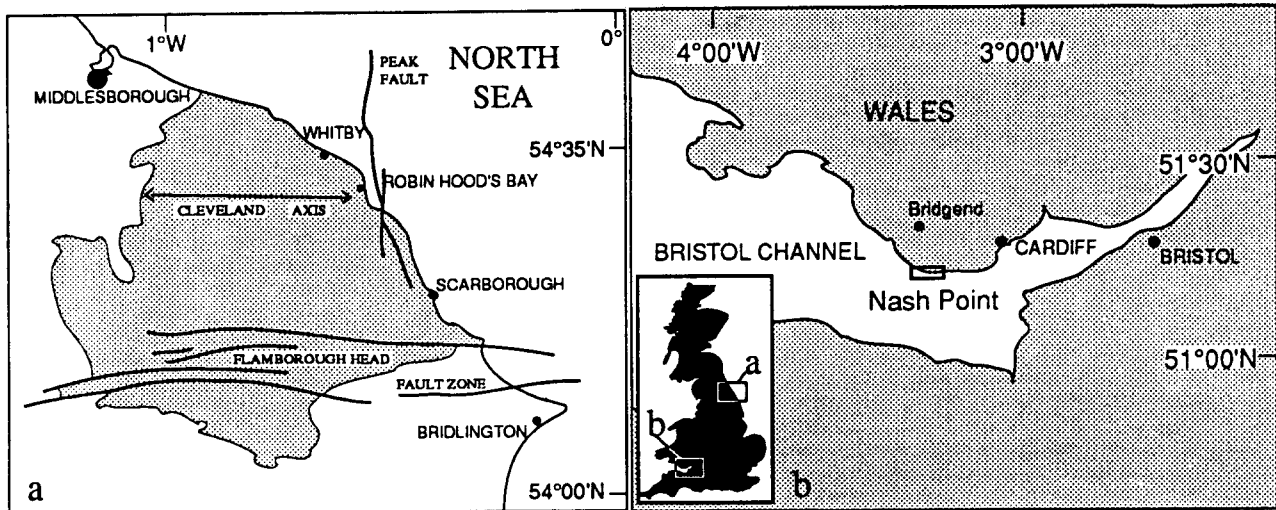 1°W
0°
PEAK
FAULT
NORTH
SEA
MIDDLESBOROUGH
WHITBY
54°35'N
ROBIN HOOD'S BAY
CLEVELAND AXIS
SCARBOROUGH
FLAMBOROUGH HEAD
FAULT ZONE
BRIDLINGTON
54°00'N
a
4°00'W
3°00'W
WALES
51°30'N
Bridgend
BRISTOL CHANNEL
CARDIFF
BRISTOL
Nash Point
51°00'N
a
b
b